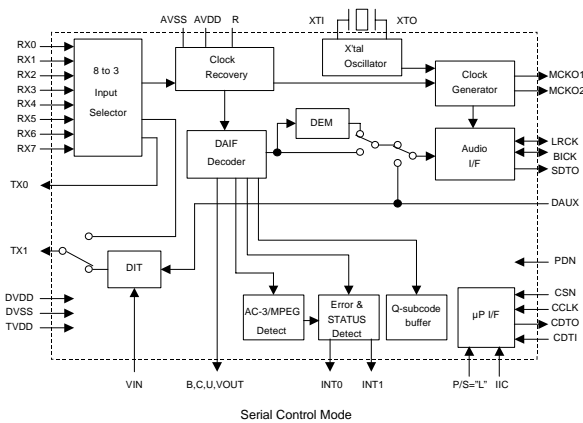 AVSS AVDD R XTI XTO
RX0
RX1
RX2
RX3
RX4
RX5
RX6
RX7
8 to 3
Input
Selector
Clock
Recovery
X'tal
Oscillator
Clock
Generator
MCKO1
MCKO2
DEM
DAIF
Decoder
Audio
I/F
LRCK
BICK
SDTO
TX0
DAUX
TX1
DIT
PDN
DVDD
DVSS
TVDD
AC-3/MPEG
Detect
Error &
STATUS
Detect
Q-subcode
buffer
µP I/F
CSN
CCLK
CDTO
CDTI
VIN B,C,U,VOUT INT0 INT1 P/S="L" IIC
Serial Control Mode